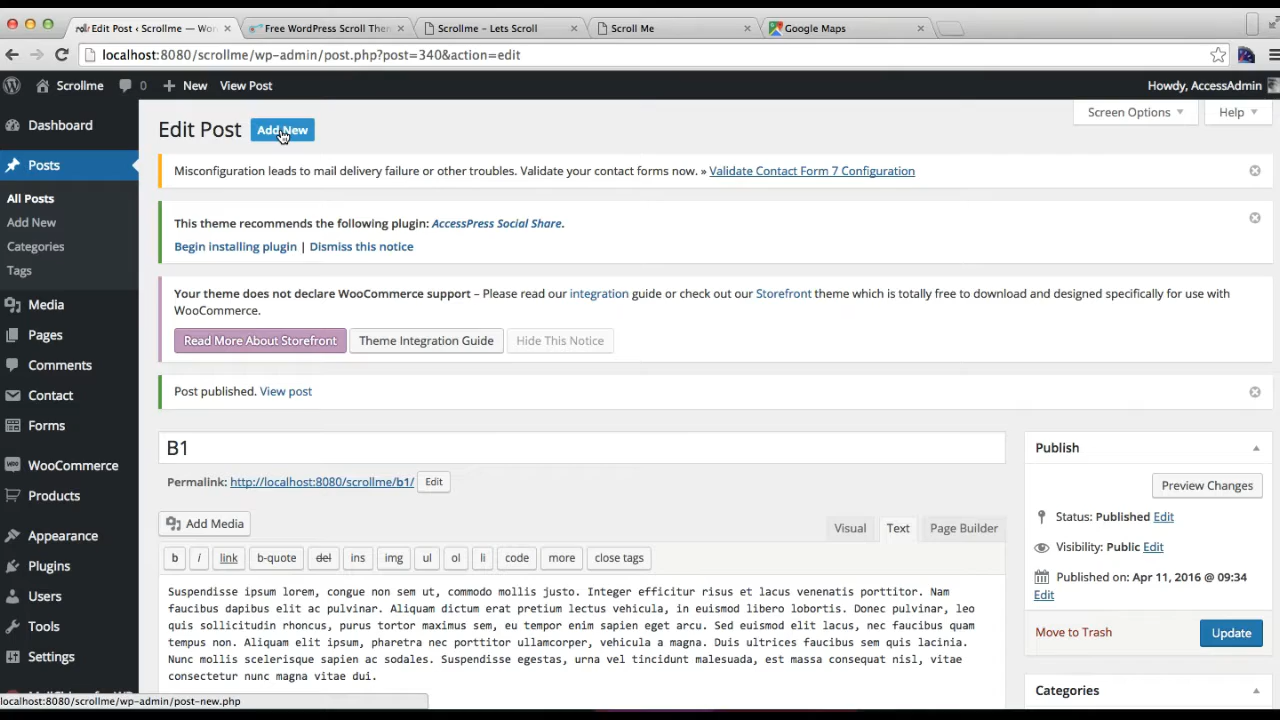 Edit Post ‹ Scrollme — Wor
Free WordPress Scroll Them
Scrollme – Lets Scroll
Scroll Me
Google Maps
localhost:8080/scrollme/wp-admin/post.php?post=340&action=edit
Scrollme
0
New
View Post
Howdy, AccessAdmin
Dashboard
Posts
All Posts
Add New
Categories
Tags
Media
Pages
Comments
Contact
Forms
WooCommerce
Products
Appearance
Plugins
Users
Tools
Settings
Edit Post
Add New
Screen Options
Help
Misconfiguration leads to mail delivery failure or other troubles. Validate your contact forms now. » Validate Contact Form 7 Configuration
This theme recommends the following plugin: AccessPress Social Share.
Begin installing plugin | Dismiss this notice
Your theme does not declare WooCommerce support – Please read our integration guide or check out our Storefront theme which is totally free to download and designed specifically for use with
WooCommerce.
Read More About Storefront
Theme Integration Guide
Hide This Notice
Post published. View post
B1
Permalink: http://localhost:8080/scrollme/b1/
Edit
Add Media
Visual
Text
Page Builder
b
i
link
b-quote
del
ins
img
ul
ol
li
code
more
close tags
Suspendisse ipsum lorem, congue non sem ut, commodo mollis justo. Integer efficitur risus et lacus venenatis porttitor. Nam
faucibus dapibus elit ac pulvinar. Aliquam dictum erat pretium lectus vehicula, in euismod libero lobortis. Donec pulvinar, leo
quis sollicitudin rhoncus, purus tortor maximus sem, eu tempor enim sapien eget arcu. Sed euismod elit lacus, nec luctus quam
tempus non. Aliquam elit ipsum, pharetra nec porttitor ullamcorper, vehicula a magna. Duis ultrices faucibus sem quis lacinia.
Nunc mollis scelerisque sapien ac sodales. Suspendisse egestas, urna vel tincidunt malesuada, est massa consequat nisl, vitae
consectetur nunc magna vitae dui.
Publish
Preview Changes
Status: Published Edit
Visibility: Public Edit
Published on: Apr 11, 2016 @ 09:34
Edit
Move to Trash
Update
Categories
localhost:8080/scrollme/wp-admin/post-new.php